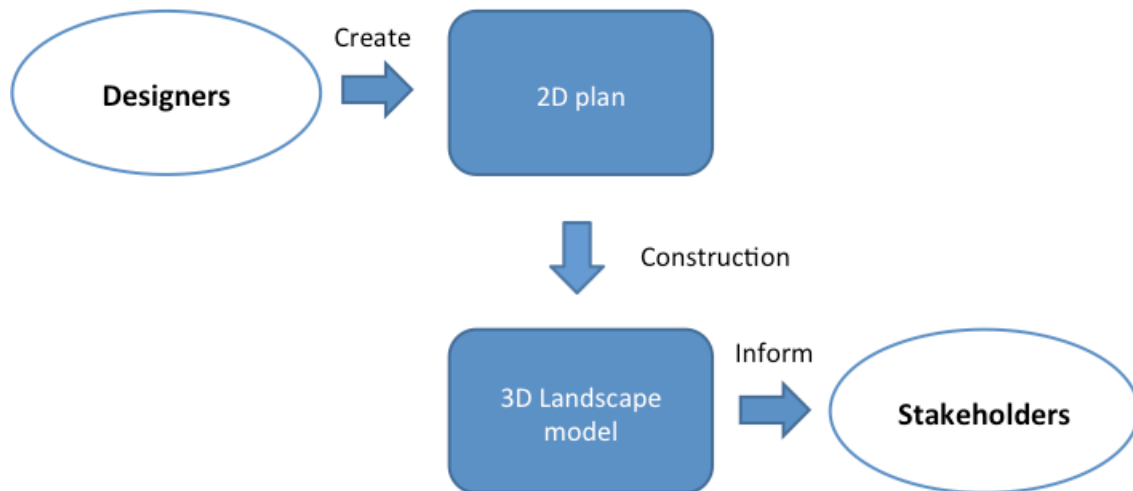 Create
Designers
2D plan
Construction
Inform
3D Landscape
model
Stakeholders